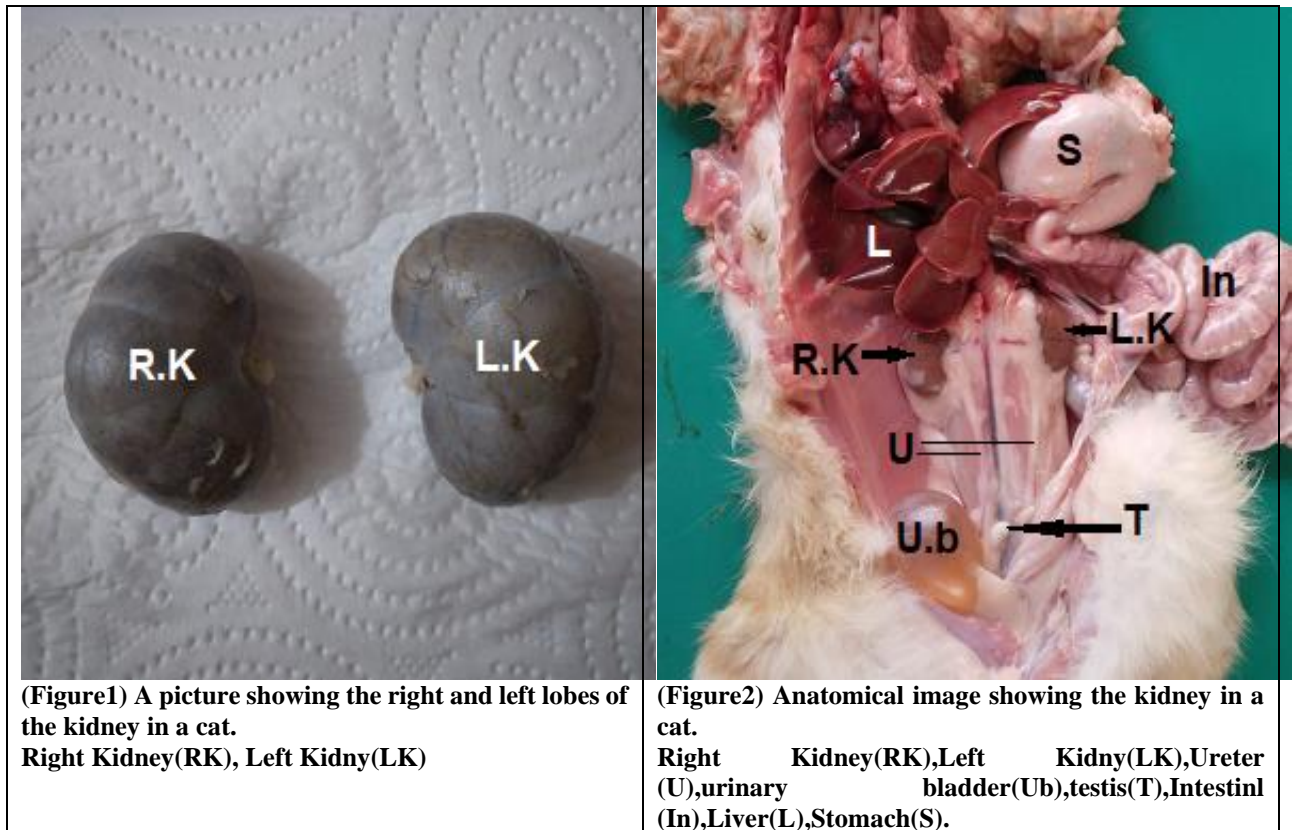 R.K
L.K
(Figure1) A picture showing the right and left lobes of
the kidney in a cat.
Right Kidney(RK), Left Kidny(LK)
S
L
In
L.K
R.K
U
U.b
T
(Figure2) Anatomical image showing the kidney in a
cat.
Right Kidney(RK),Left Kidny(LK),Ureter
(U),urinary bladder(Ub),testis(T),Intestinl
(In),Liver(L),Stomach(S).